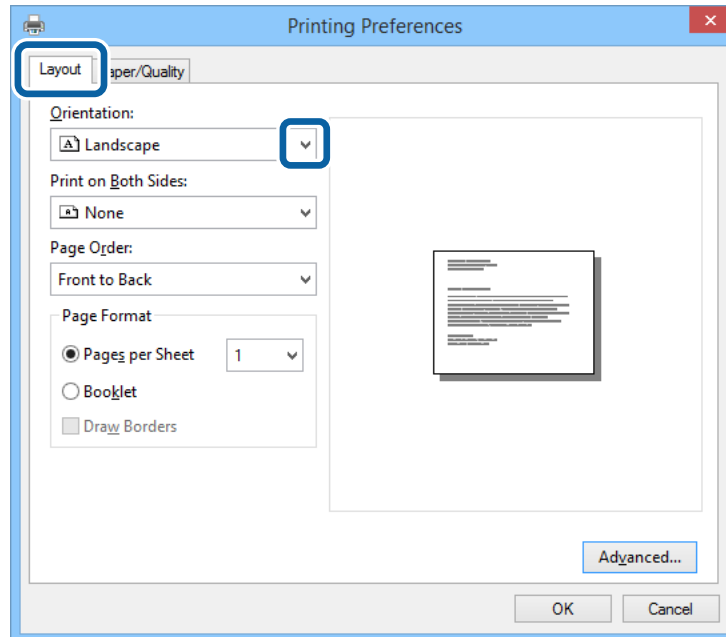 Printing Preferences
Layout
aper/Quality
Orientation:
A Landscape
Print on Both Sides:
None
Page Order:
Front to Back
Page Format
Pages per Sheet 1
Booklet
Draw Borders
Advanced...
OK Cancel